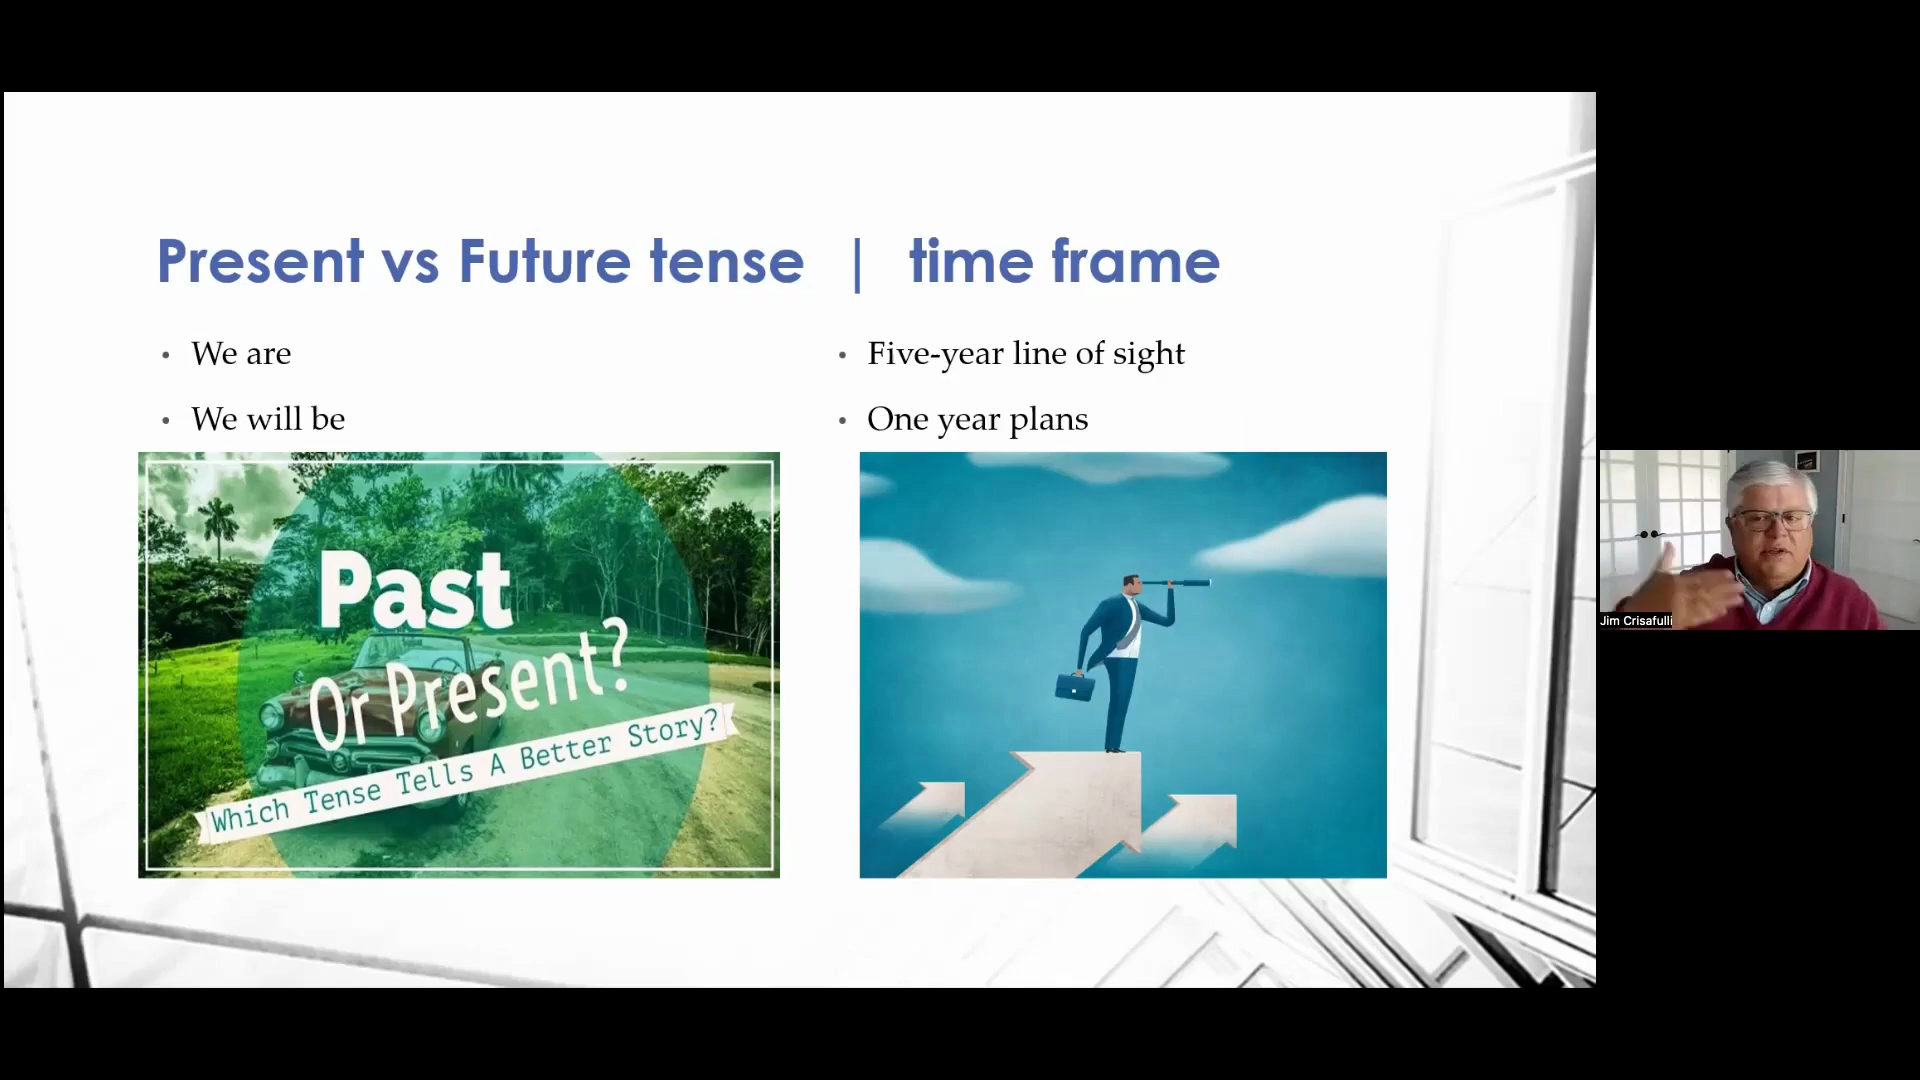 Present vs Future tense | time frame
• We are
• We will be
• Five-year line of sight
• One year plans
Past
Or Present?
Which Tense Tells A Better Story?
Jim Crisafulli